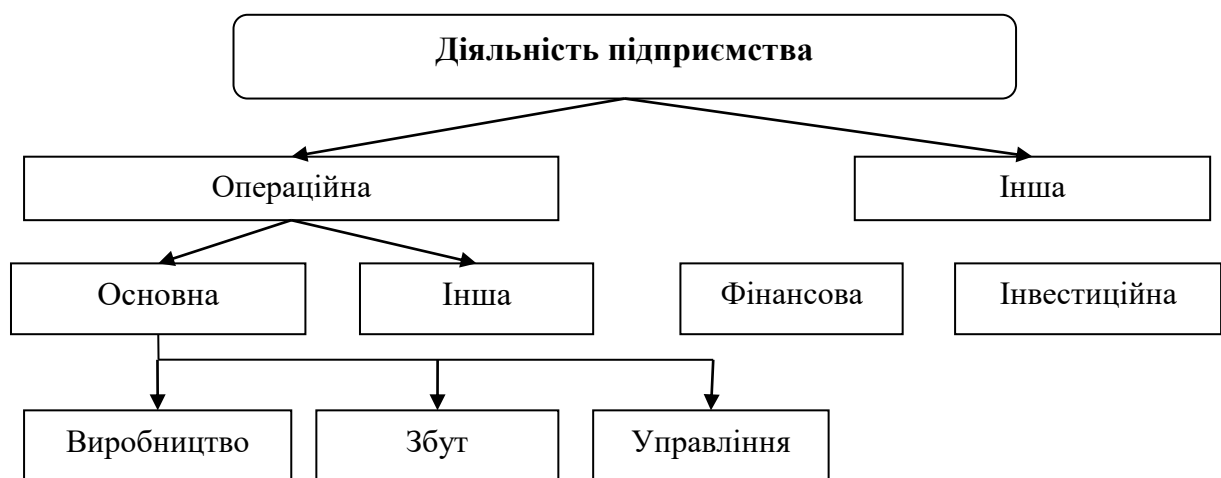 Діяльність підприємства
Операційна
Інша
Основна
Інша
Фінансова
Інвестиційна
Виробництво
Збут
Управління